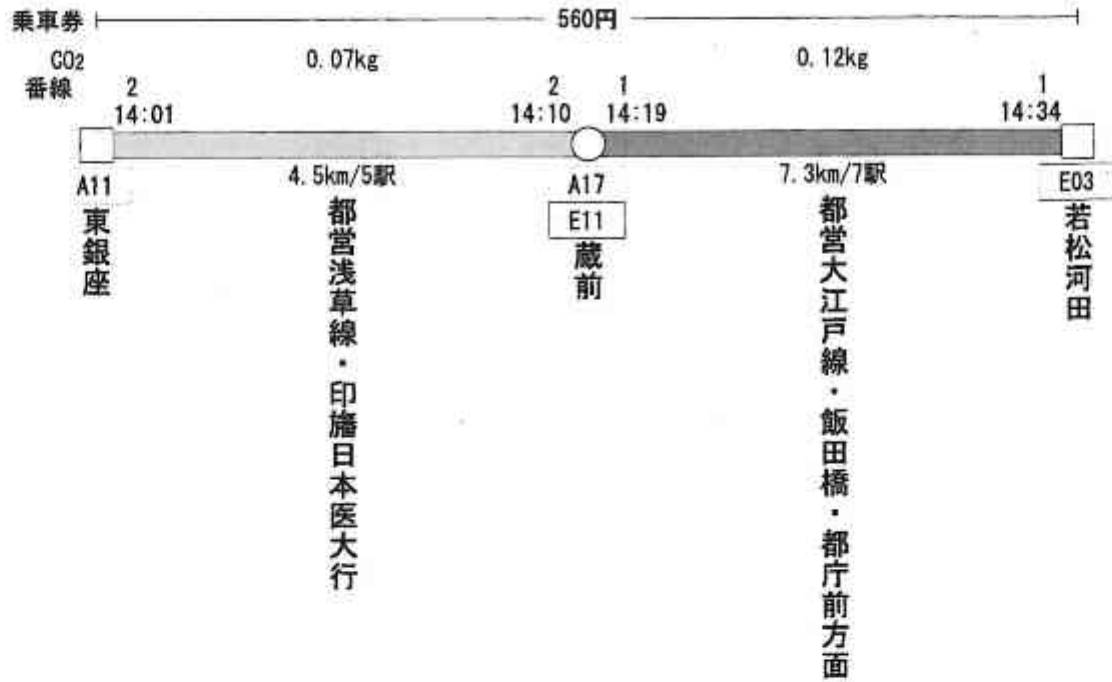 乗車券 560円
CO2 0.07kg 0.12kg
番線 2 2 1 1
14:01 14:10 14:19 14:34
4.5km/5駅 7.3km/7駅
A11 A17 E03
E11
東銀座
都営浅草線・印旛日本医大行
蔵前
都営大江戸線・飯田橋・都庁前方面
若松河田